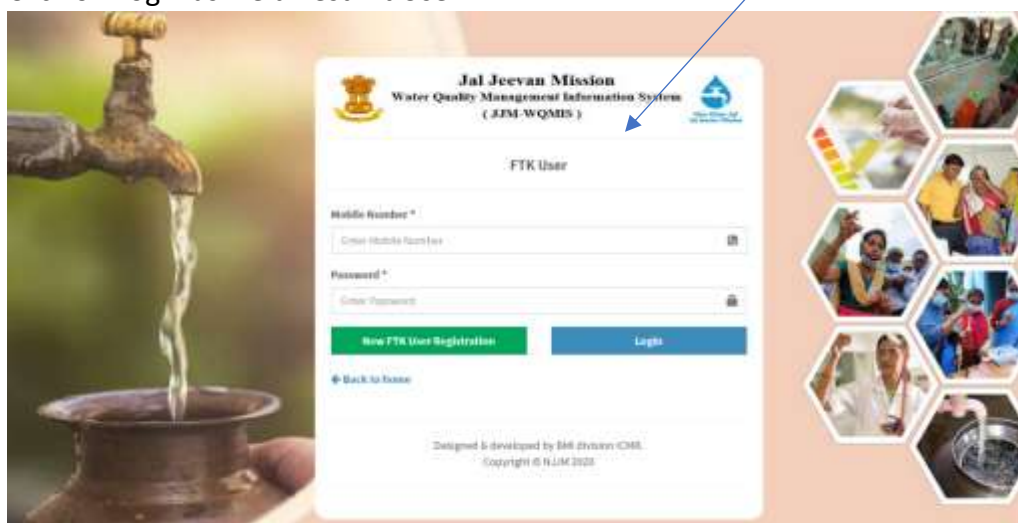 Jal Jeevan Mission
Water Quality Management Information System
( JJM-WQMIS )
FTK User
Mobile Number *
Enter Mobile Number
Password *
Enter Password
New FTK User Registration
Login
Back to home
Designed & developed by BMI division ICMR.
Copyright © NJJM 2020